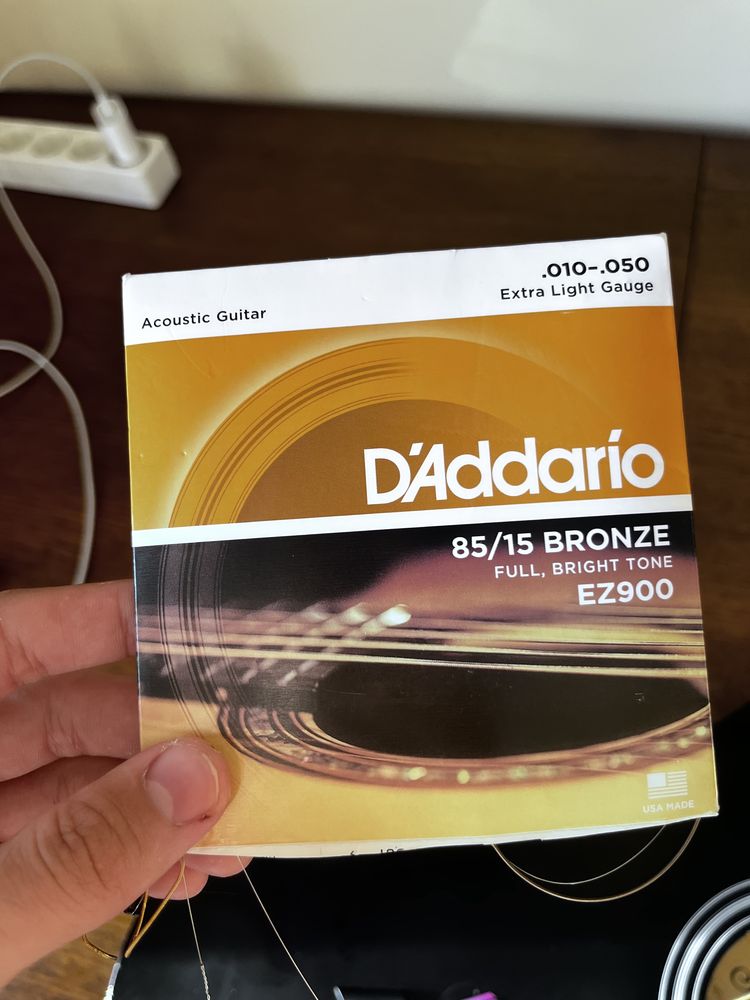 .010–.050
Acoustic Guitar
Extra Light Gauge
D'Addario
85/15 BRONZE
FULL, BRIGHT TONE
EZ900
USA MADE